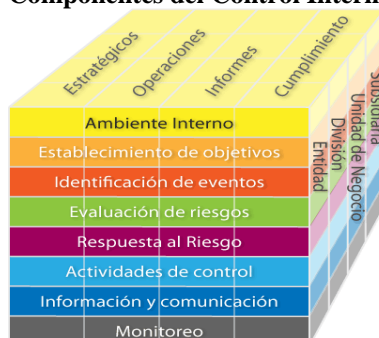 Componentes del Control Intern
Estratégicos
Operaciones
Informes
Cumplimiento
Ambiente Interno
Establecimiento de objetivos
Identificación de eventos
Evaluación de riesgos
Respuesta al Riesgo
Actividades de control
Información y comunicación
Monitoreo
Entidad
División
Unidad de Negocio
Subsidiaria